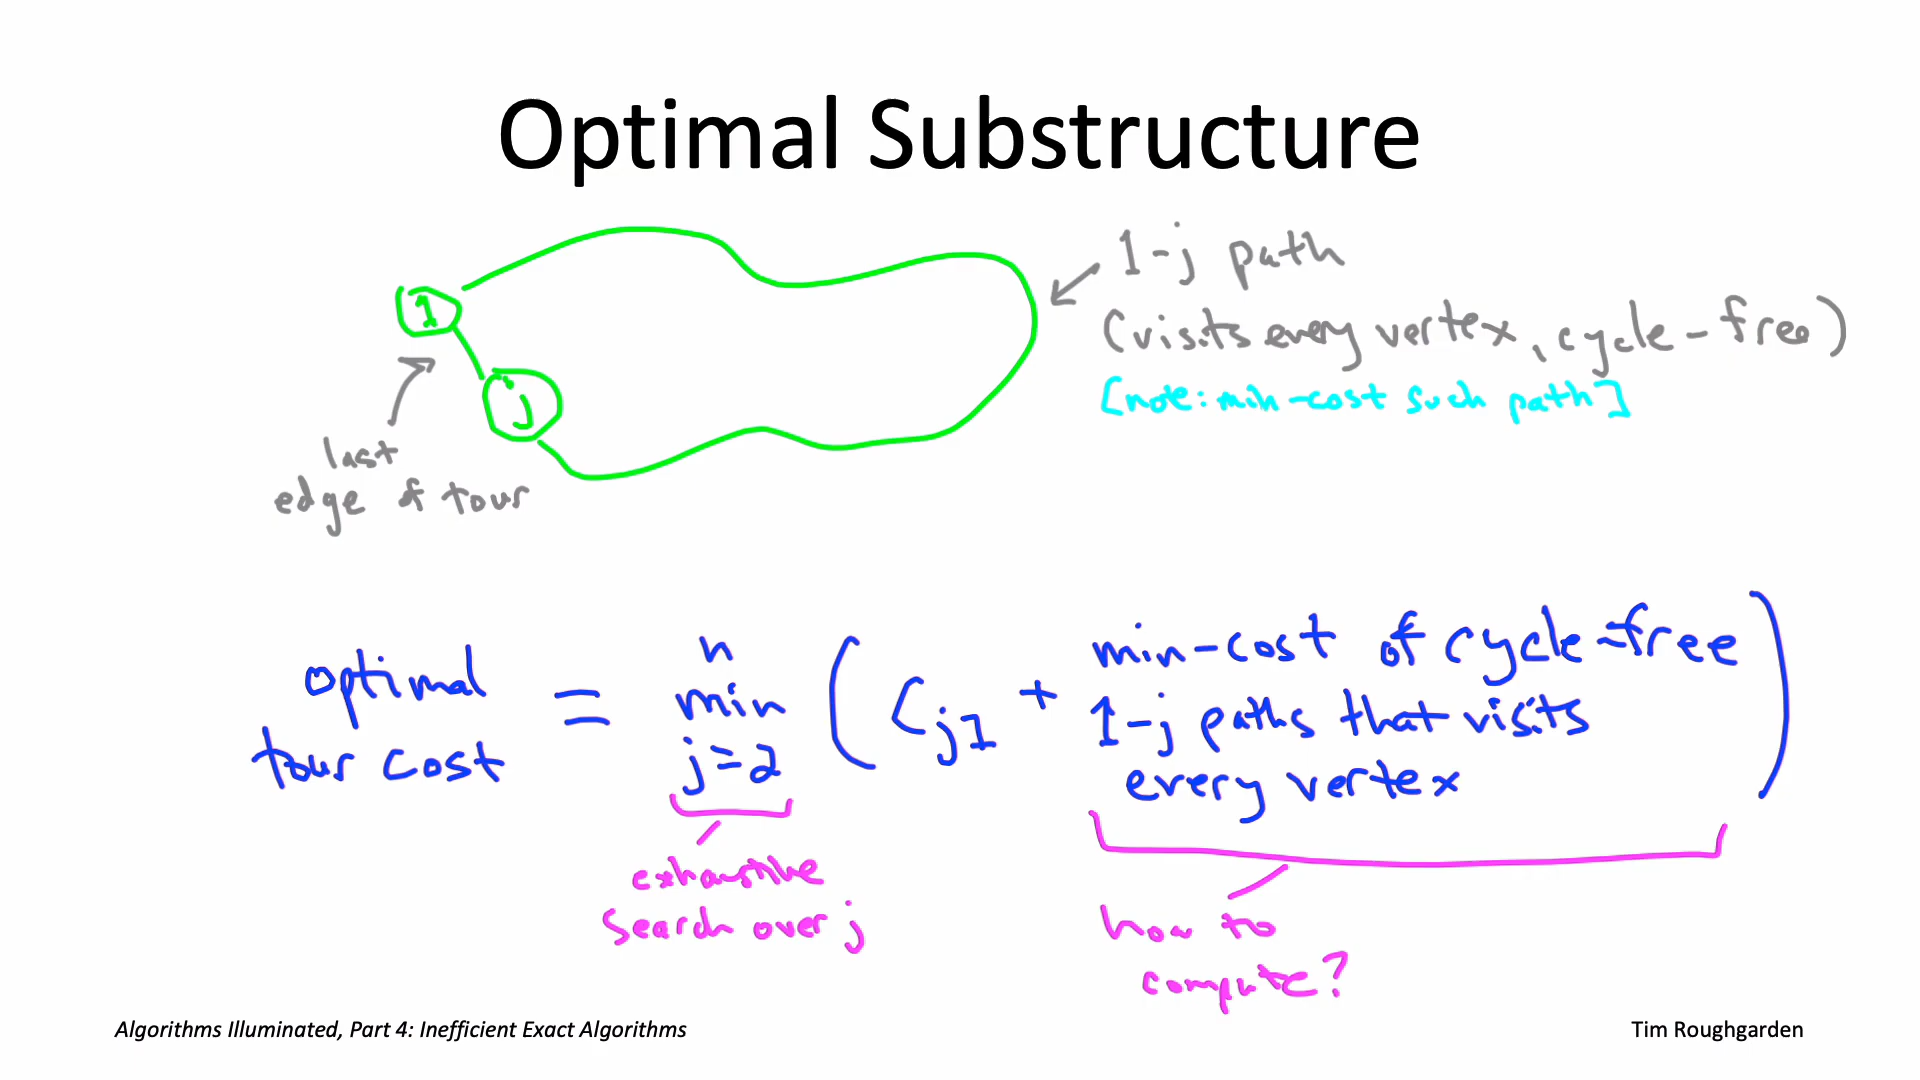 Optimal Substructure
1-j path
(visits every vertex, cycle-free)
[note: min-cost such path]
1
j
last
edge of tour
optimal
tour cost
=
n
min
j=2
( Cj1 +
min-cost of cycle-free
1-j paths that visits
every vertex
)
exhaustive
search over j
how to
compute?
Algorithms Illuminated, Part 4: Inefficient Exact Algorithms
Tim Roughgarden